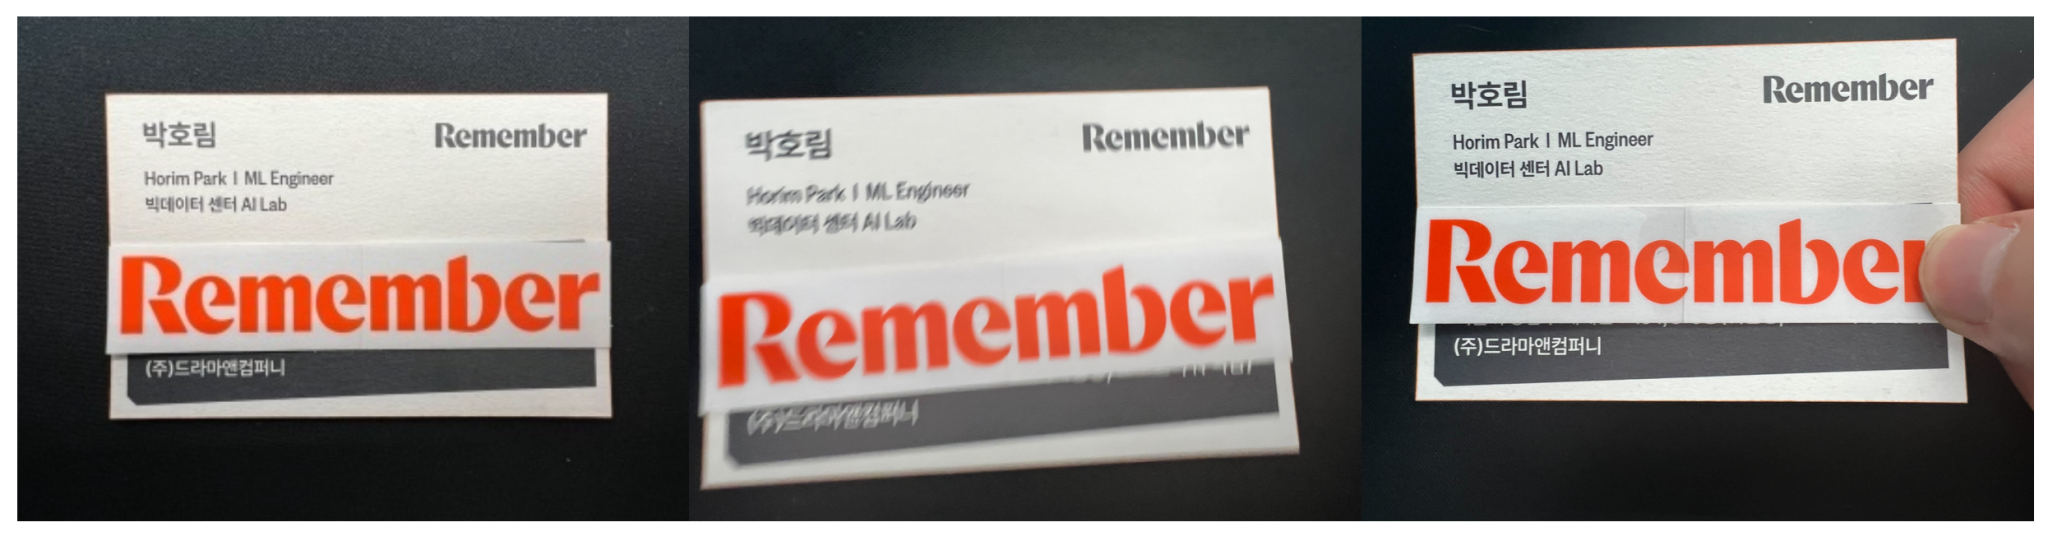 박호림
Remember
Horim Park I ML Engineer
빅데이터 센터 AI Lab
Remember
(주)드라마앤컴퍼니
박호림
Remember
Horim Park I ML Engineer
빅데이터 센터 AI Lab
Remember
(주)드라마앤컴퍼니
박호림
Remember
Horim Park I ML Engineer
빅데이터 센터 AI Lab
Remember
(주)드라마앤컴퍼니